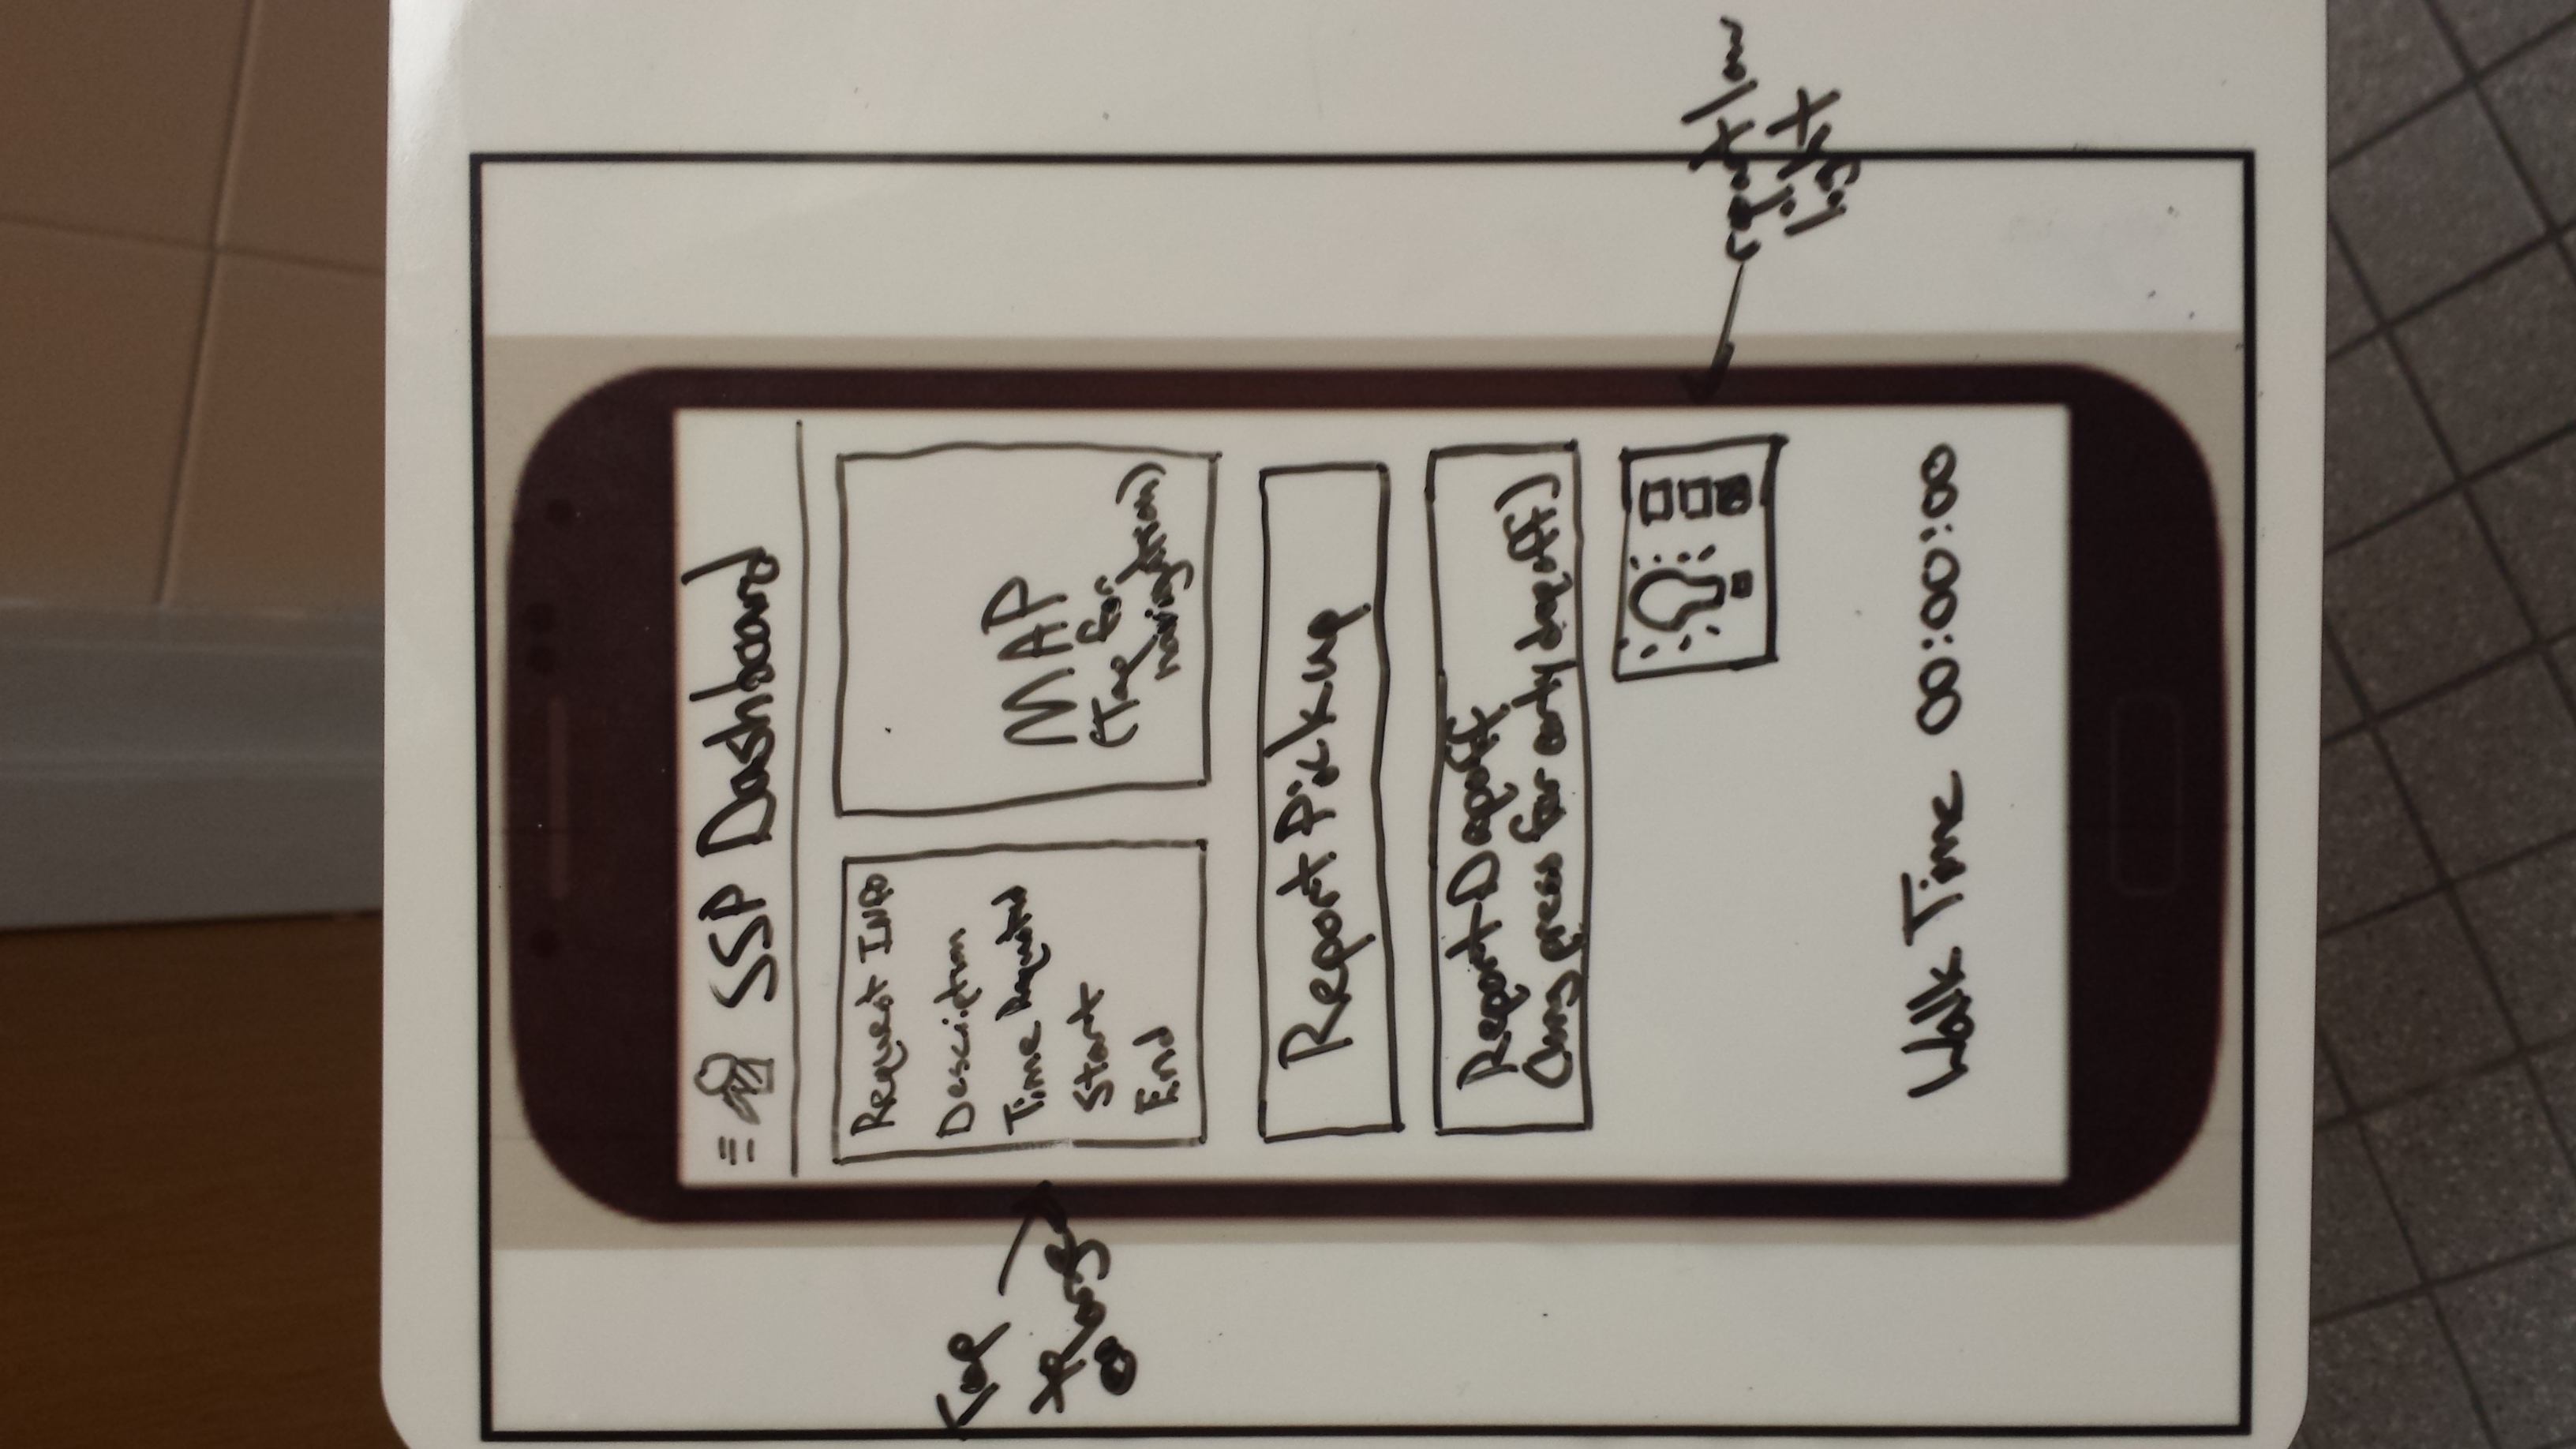 SSP Dashboard
Request INFO
Description
Time Requested
Start
End
MAP
(Tap for
navigation)
Tap
to
enlarge
Report Pickup
Report Dropoff
(long press for early dropoff)
report low
light
Walk Time 00:00:00